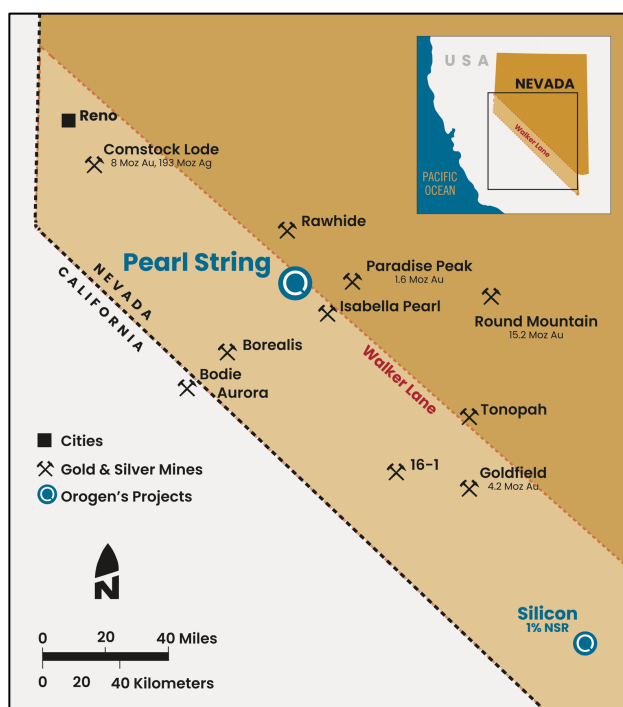 USA
NEVADA
Walker Lane
PACIFIC
OCEAN
Reno
Comstock Lode
8 Moz Au, 193 Moz Ag
Rawhide
Pearl String
Paradise Peak
1.6 Moz Au
Isabella Pearl
Round Mountain
15.2 Moz Au
NEVADA
CALIFORNIA
Borealis
Bodie
Aurora
Walker Lane
Tonopah
16-1
Goldfield
4.2 Moz Au
Cities
Gold & Silver Mines
Orogen's Projects
N
Silicon
1% NSR
0 20 40 Miles
0 20 40 Kilometers